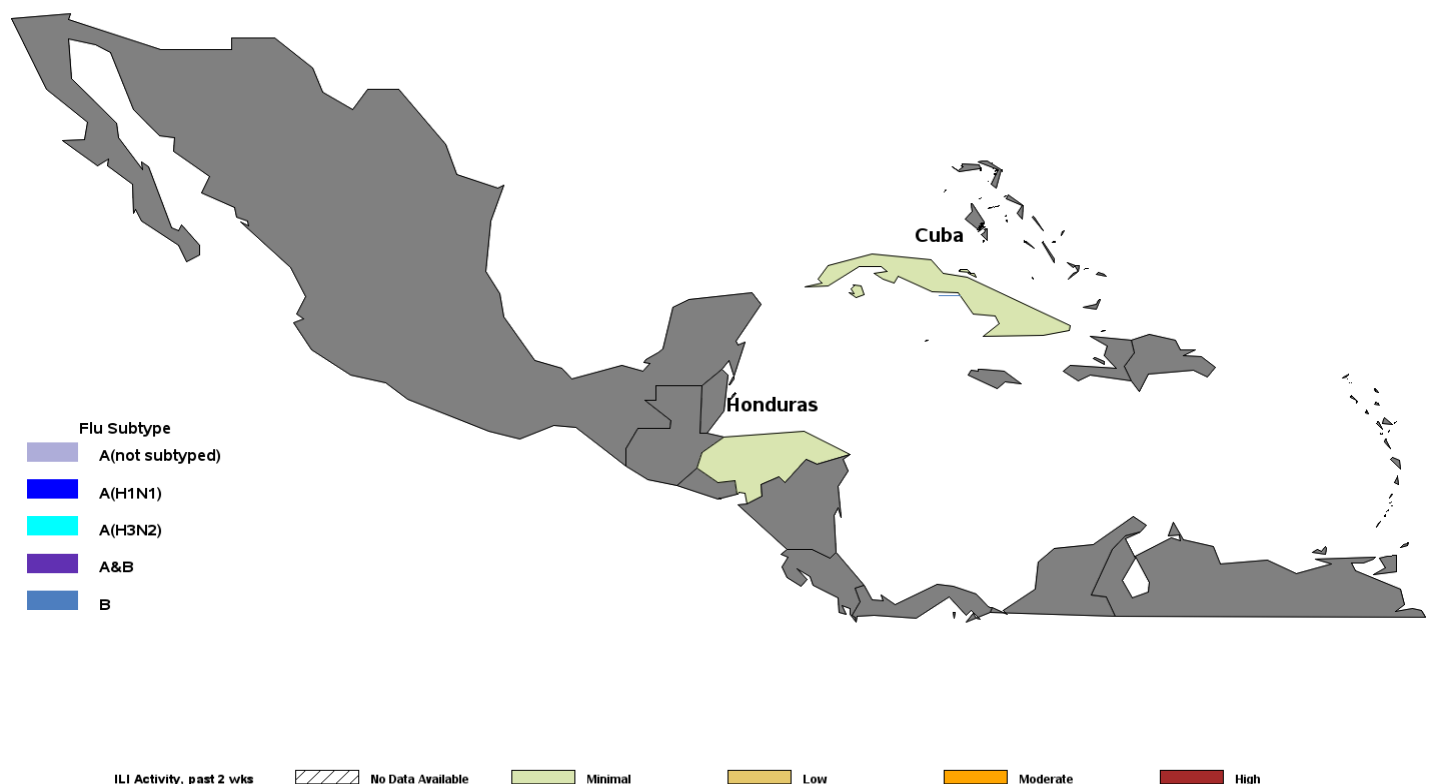 Cuba
Honduras
Flu Subtype
A(not subtyped)
A(H1N1)
A(H3N2)
A&B
B
ILI Activity, past 2 wks No Data Available Minimal Low Moderate High